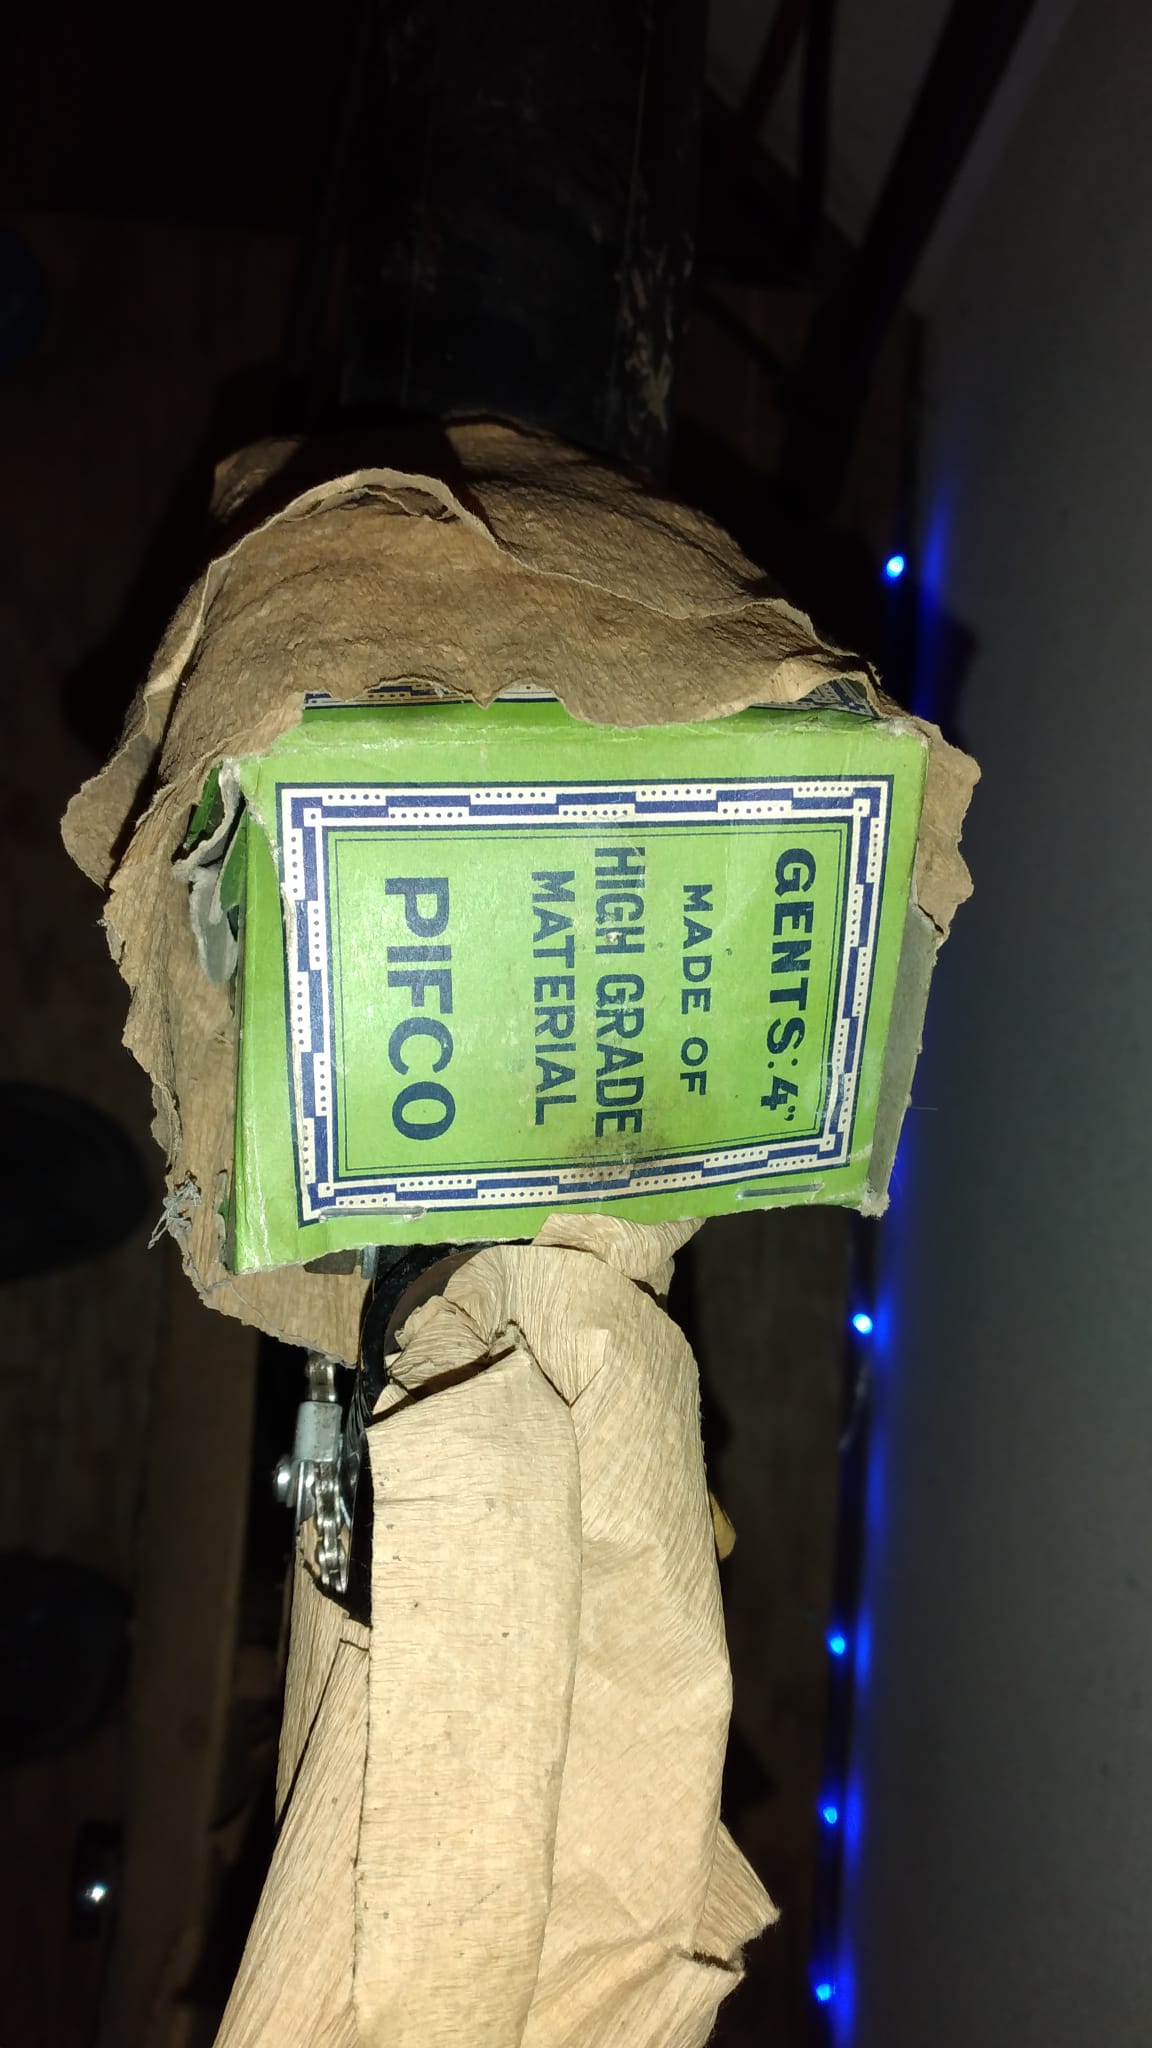 GENTS: 4"
MADE OF
HIGH GRADE
MATERIAL
PIFCO